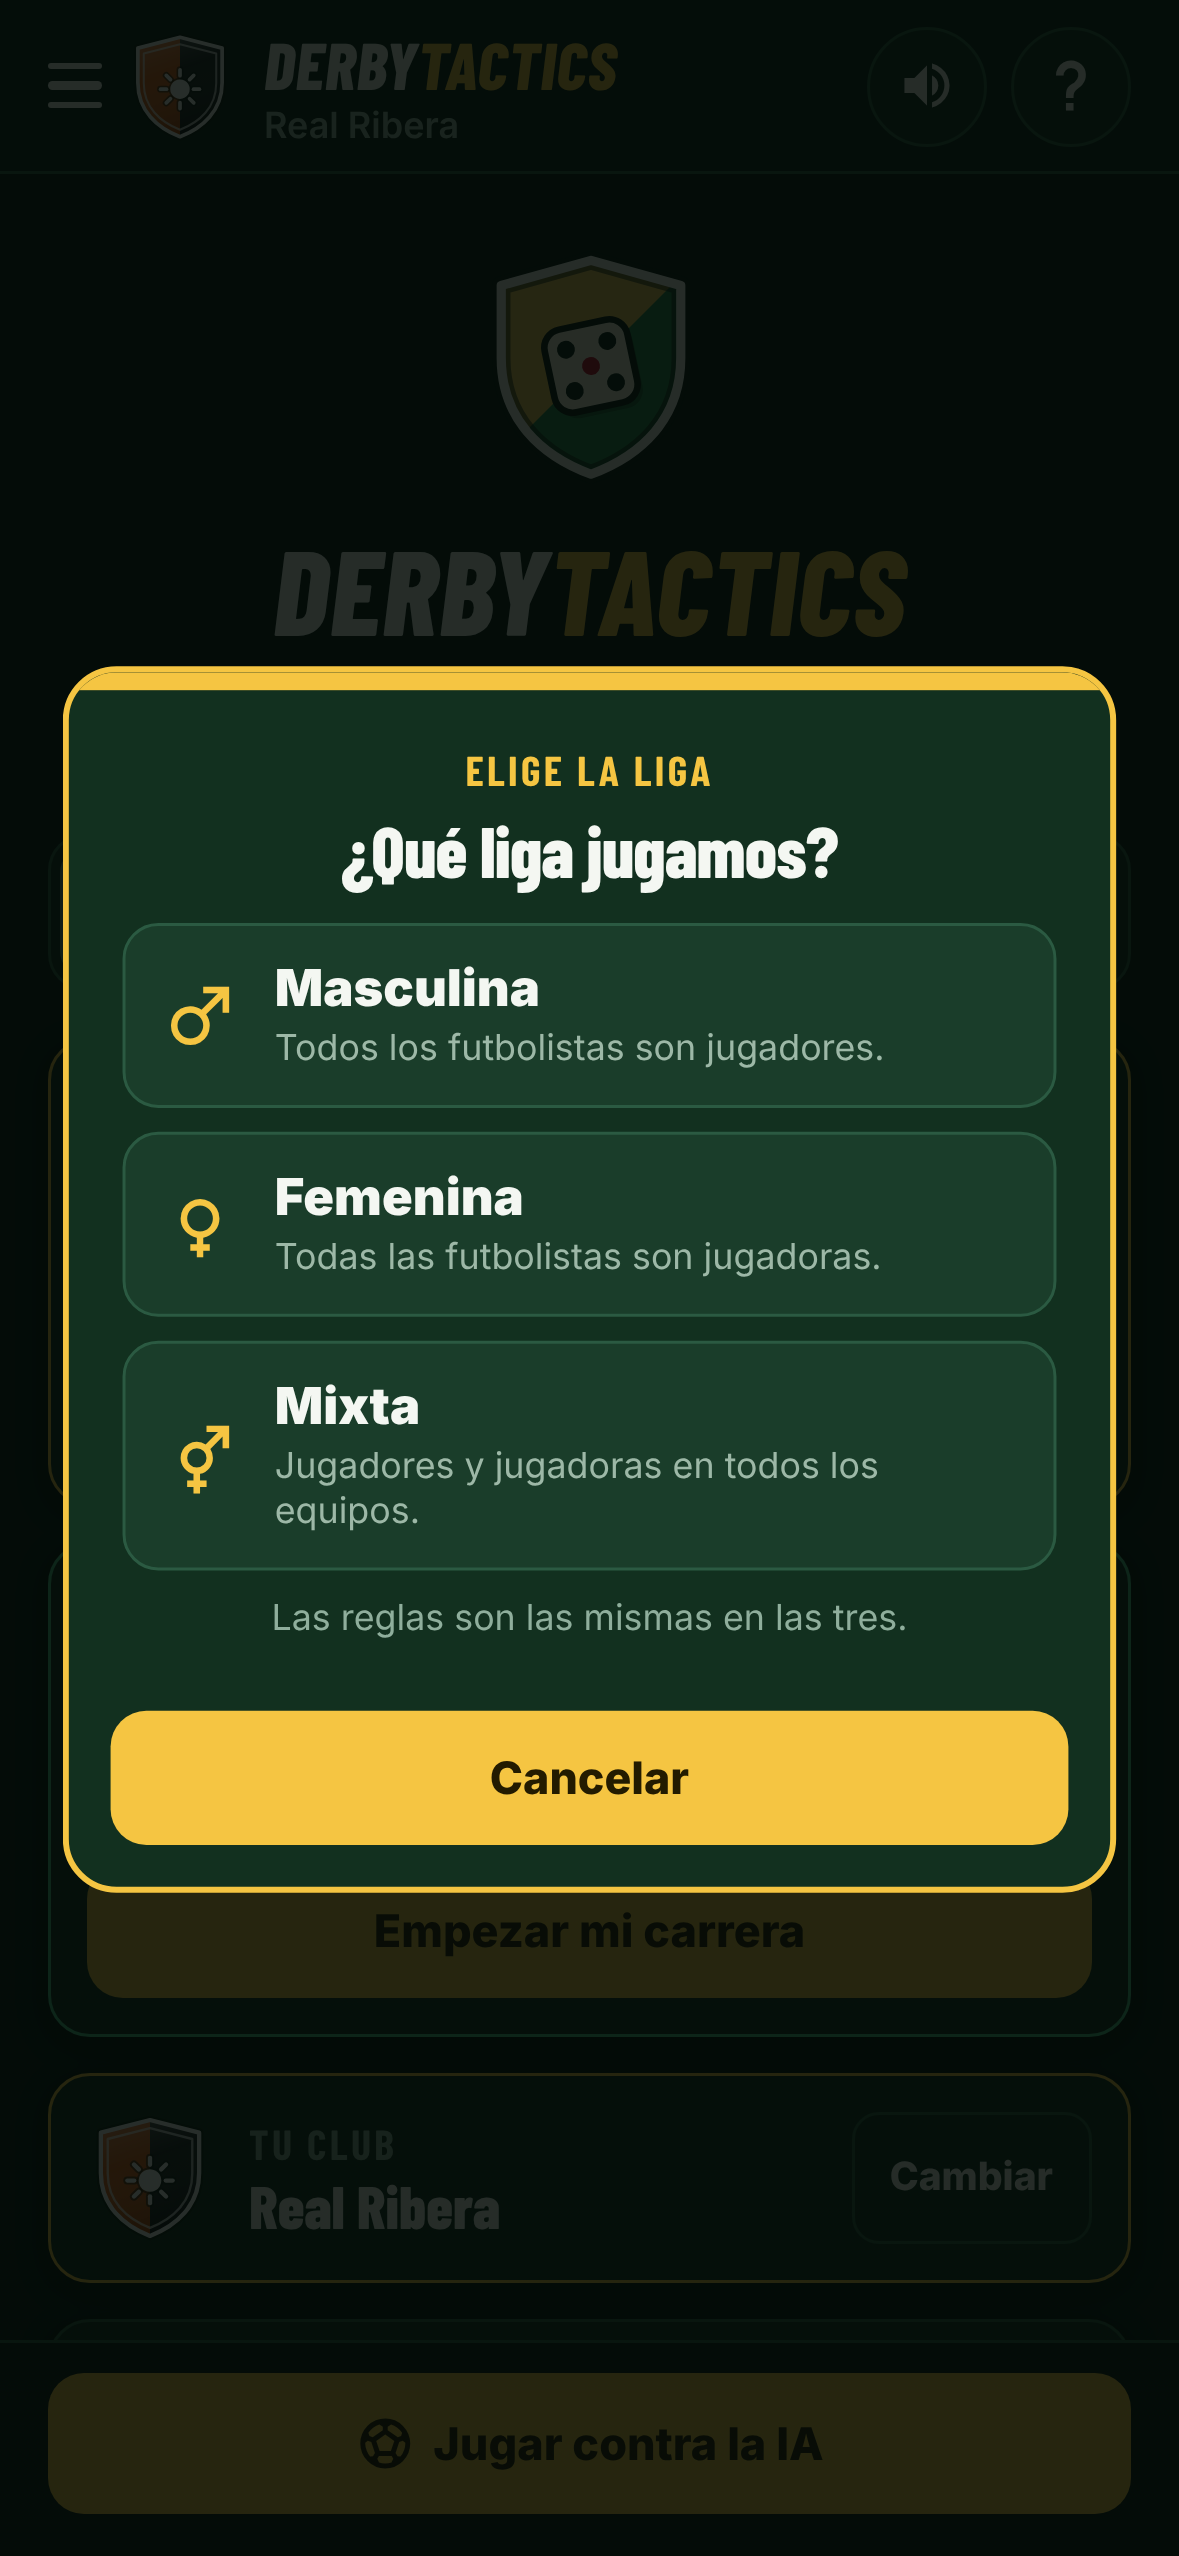 DERBYTACTICS
Real Ribera
?
DERBYTACTICS
ELIGE LA LIGA
¿Qué liga jugamos?
Masculina
Todos los futbolistas son jugadores.
Femenina
Todas las futbolistas son jugadoras.
Mixta
Jugadores y jugadoras en todos los
equipos.
Las reglas son las mismas en las tres.
Cancelar
Empezar mi carrera
TU CLUB
Real Ribera
Cambiar
Jugar contra la IA